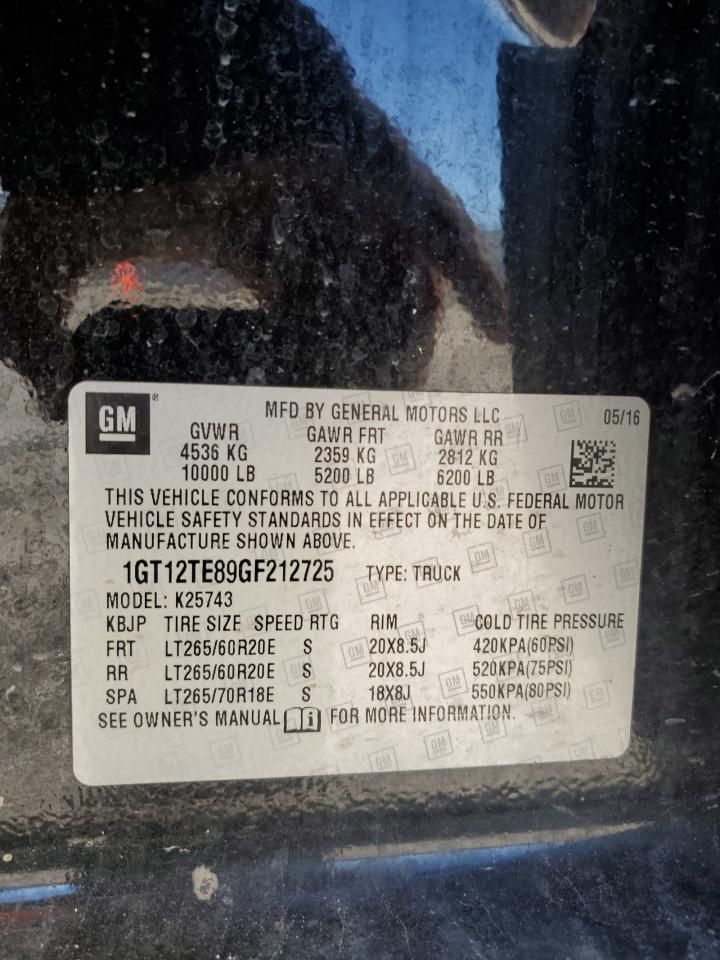 GM
MFD BY GENERAL MOTORS LLC 05/16
GVWR GAWR FRT GAWR RR
4536 KG 2359 KG 2812 KG
10000 LB 5200 LB 6200 LB
THIS VEHICLE CONFORMS TO ALL APPLICABLE U.S. FEDERAL MOTOR
VEHICLE SAFETY STANDARDS IN EFFECT ON THE DATE OF
MANUFACTURE SHOWN ABOVE.
1GT12TE89GF212725 TYPE: TRUCK
MODEL: K25743
KBJP TIRE SIZE SPEED RTG RIM COLD TIRE PRESSURE
FRT LT265/60R20E S 20X8.5J 420KPA(60PSI)
RR LT265/60R20E S 20X8.5J 520KPA(75PSI)
SPA LT265/70R18E S 18X8J 550KPA(80PSI)
SEE OWNER'S MANUAL i FOR MORE INFORMATION.